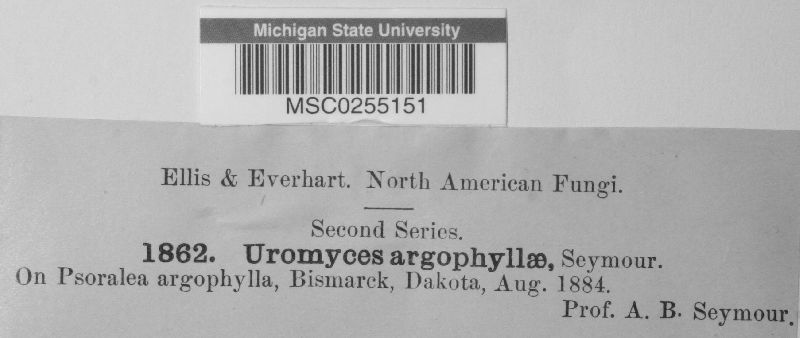 Michigan State University
MSC0255151
Ellis & Everhart. North American Fungi.
Second Series.
1862. Uromyces argophyllæ, Seymour.
On Psoralea argophylla, Bismarck, Dakota, Aug. 1884.
Prof. A. B. Seymour.